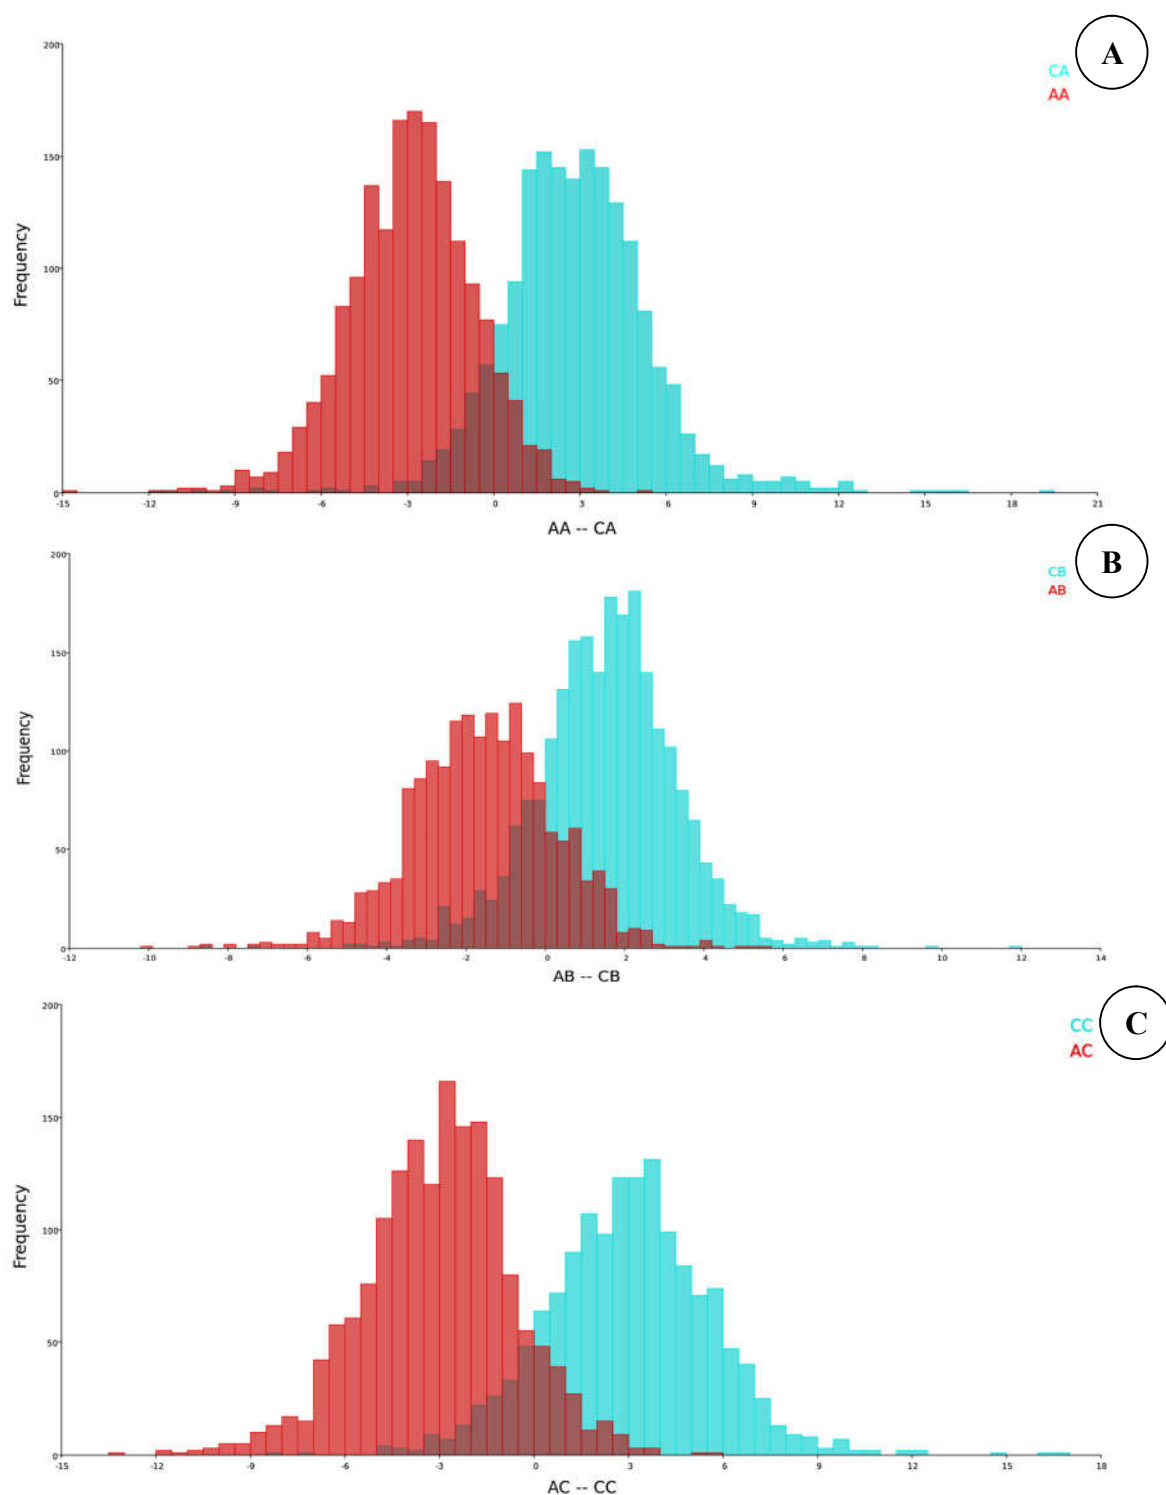 A
CA
AA
Frequency
200
150
100
50
0
-15 -12 -9 -6 -3 0 3 6 9 12 15 18 21
AA -- CA
B
CB
AB
Frequency
200
150
100
50
0
-12 -10 -8 -6 -4 -2 0 2 4 6 8 10 12 14
AB -- CB
C
CC
AC
Frequency
200
150
100
50
0
-15 -12 -9 -6 -3 0 3 6 9 12 15 18
AC -- CC